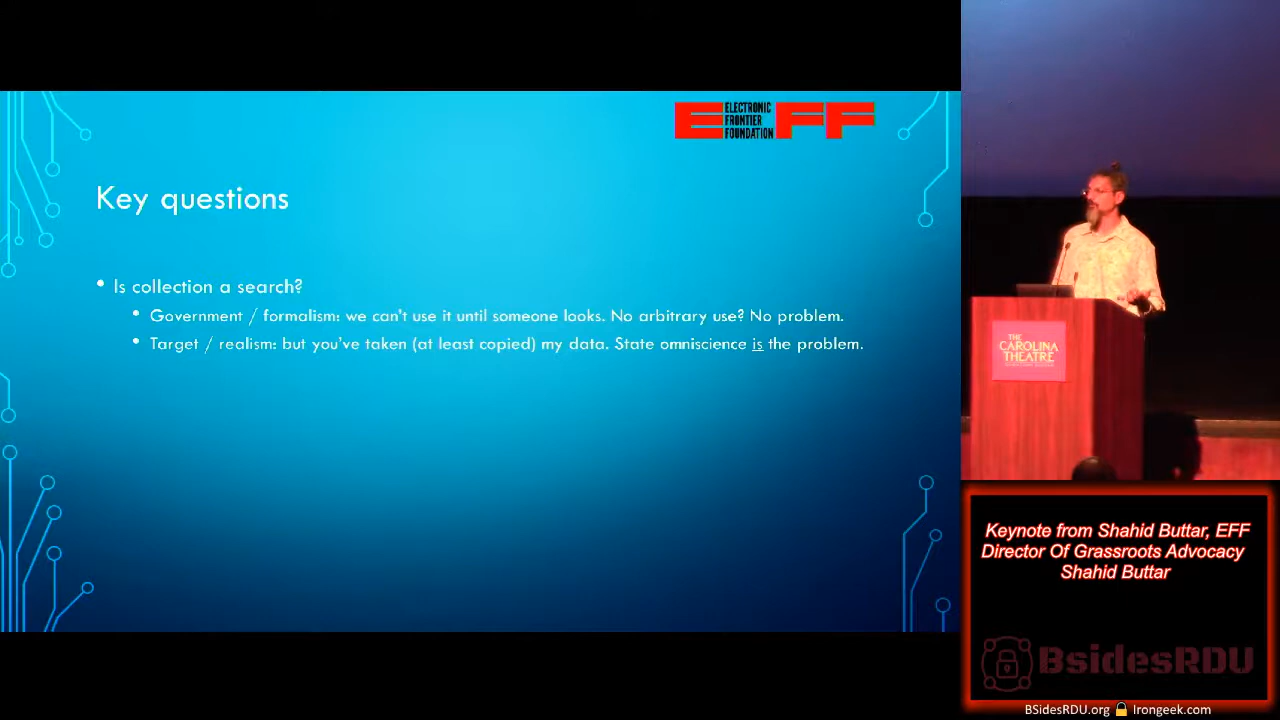 ELECTRONIC
EFF
FRONTIER
FOUNDATION
Key questions
• Is collection a search?
• Government / formalism: we can't use it until someone looks. No arbitrary use? No problem.
• Target / realism: but you've taken (at least copied) my data. State omniscience is the problem.
THE
CAROLINA
THEATRE
Keynote from Shahid Buttar, EFF
Director Of Grassroots Advocacy
Shahid Buttar
BsidesRDU
BSidesRDU.org 🔒 Irongeek.com